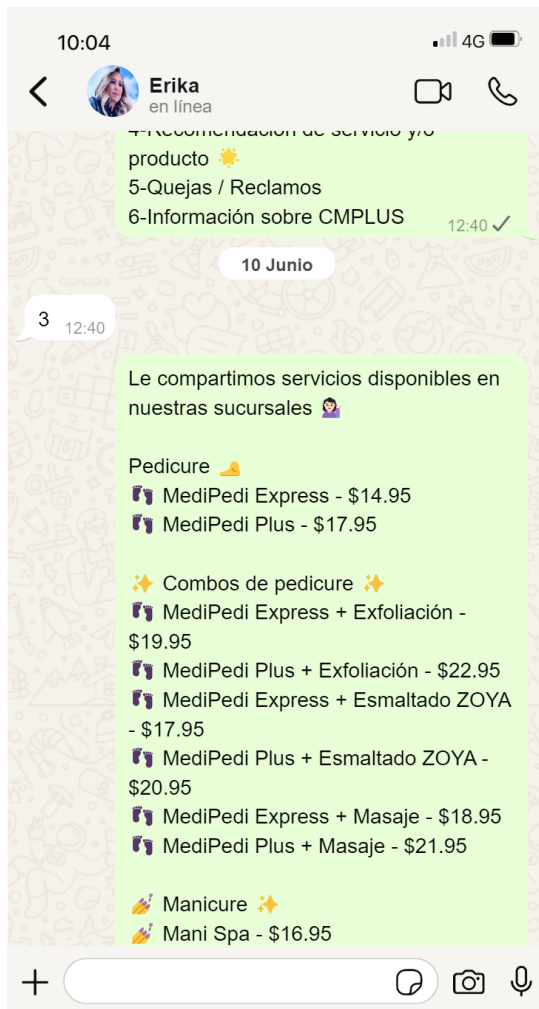 10:04
4G
Erika
en línea
4-Recomendación de servicio y/o
producto 🌟
5-Quejas / Reclamos
6-Información sobre CMPLUS
12:40
10 Junio
3
12:40
Le compartimos servicios disponibles en
nuestras sucursales 💁🏻‍♀️
Pedicure 🦶
👣 MediPedi Express - $14.95
👣 MediPedi Plus - $17.95
✨ Combos de pedicure ✨
👣 MediPedi Express + Exfoliación -
$19.95
👣 MediPedi Plus + Exfoliación - $22.95
👣 MediPedi Express + Esmaltado ZOYA
- $17.95
👣 MediPedi Plus + Esmaltado ZOYA -
$20.95
👣 MediPedi Express + Masaje - $18.95
👣 MediPedi Plus + Masaje - $21.95
💅 Manicure ✨
💅 Mani Spa - $16.95